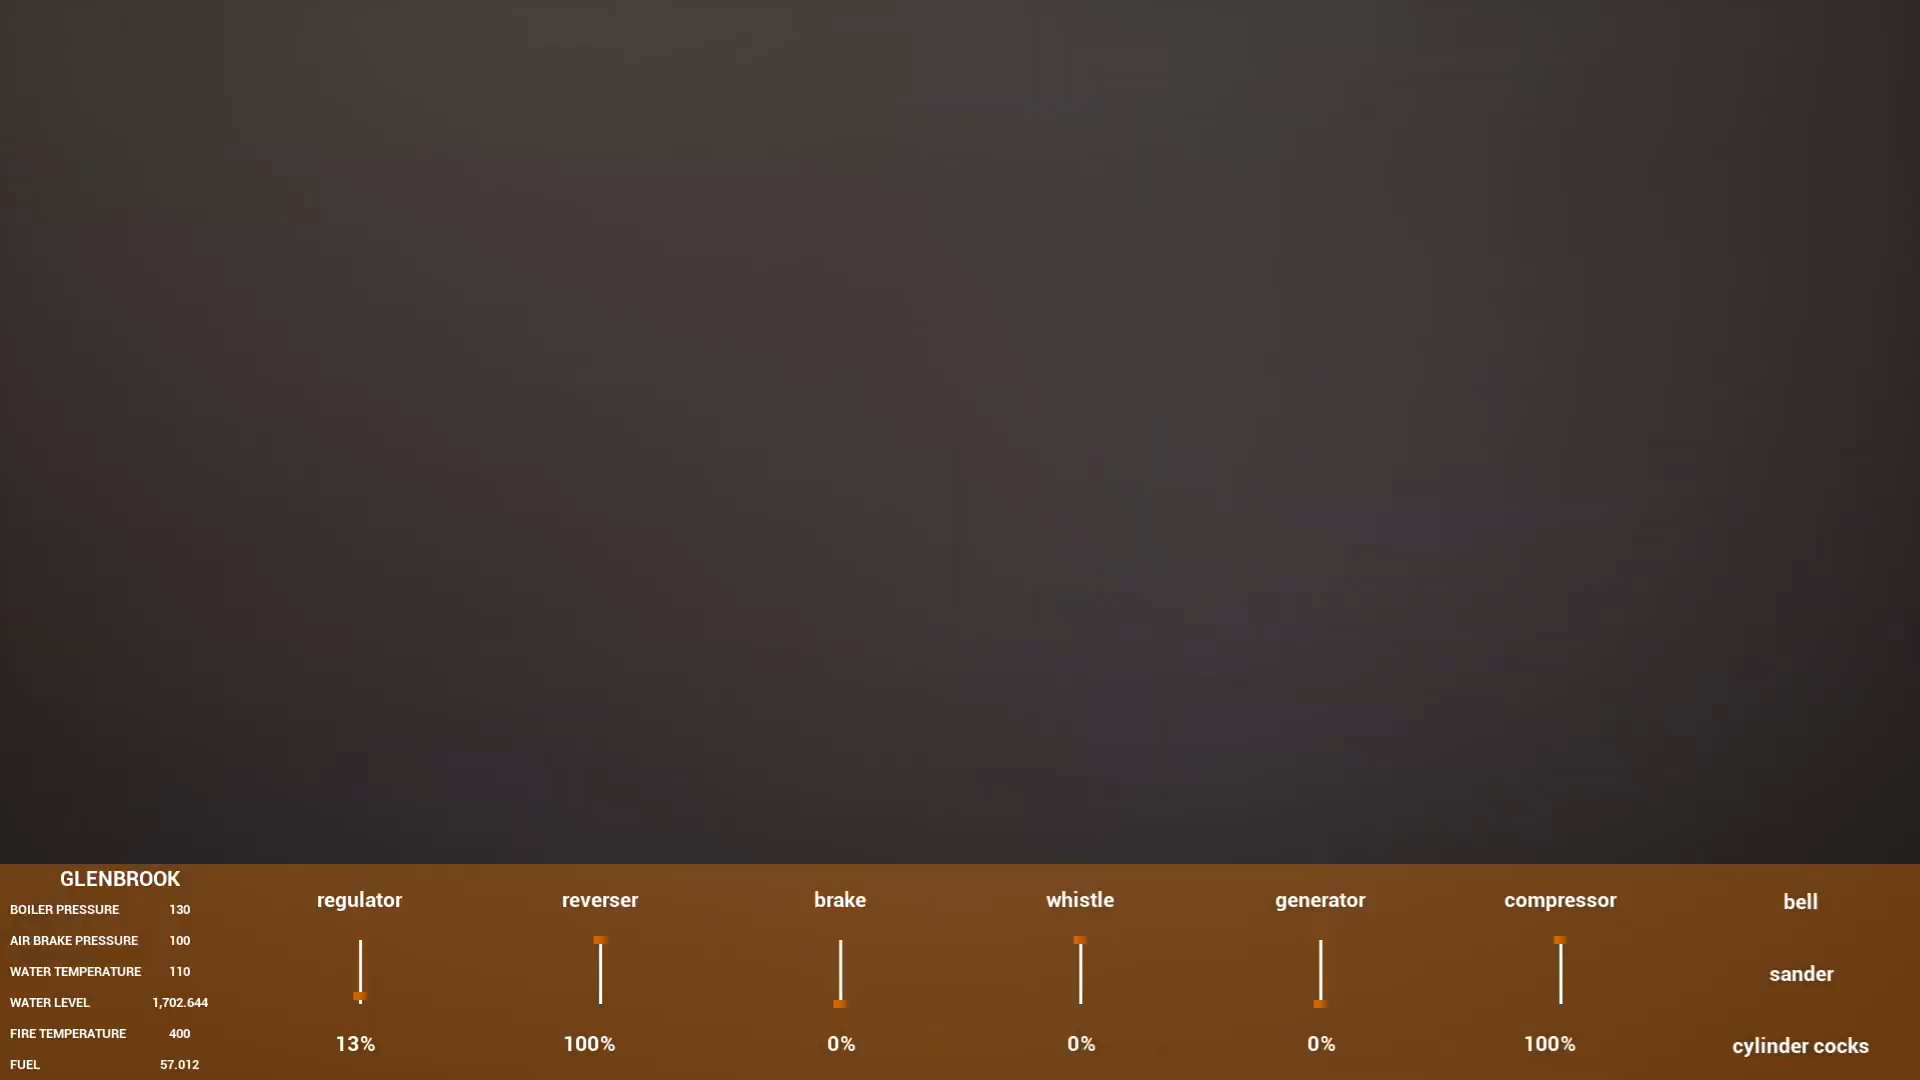 GLENBROOK
BOILER PRESSURE 130
AIR BRAKE PRESSURE 100
WATER TEMPERATURE 110
WATER LEVEL 1,702.644
FIRE TEMPERATURE 400
FUEL 57.012
regulator
13%
reverser
100%
brake
0%
whistle
0%
generator
0%
compressor
100%
bell
sander
cylinder cocks